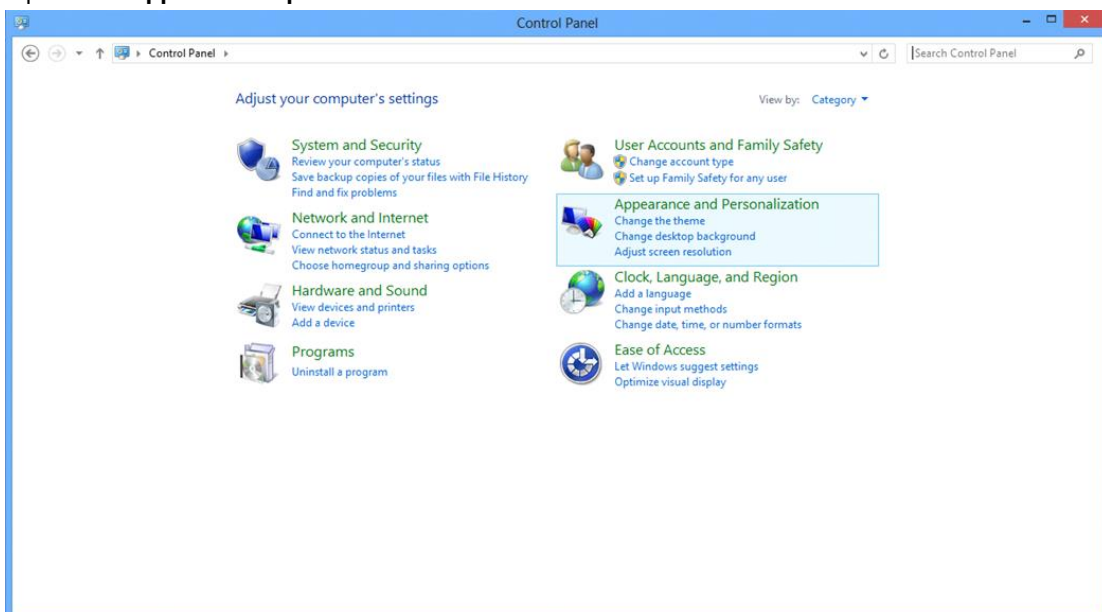 Control Panel
Control Panel
Search Control Panel
Adjust your computer's settings
View by: Category
System and Security
Review your computer's status
Save backup copies of your files with File History
Find and fix problems
Network and Internet
Connect to the Internet
View network status and tasks
Choose homegroup and sharing options
Hardware and Sound
View devices and printers
Add a device
Programs
Uninstall a program
User Accounts and Family Safety
Change account type
Set up Family Safety for any user
Appearance and Personalization
Change the theme
Change desktop background
Adjust screen resolution
Clock, Language, and Region
Add a language
Change input methods
Change date, time, or number formats
Ease of Access
Let Windows suggest settings
Optimize visual display